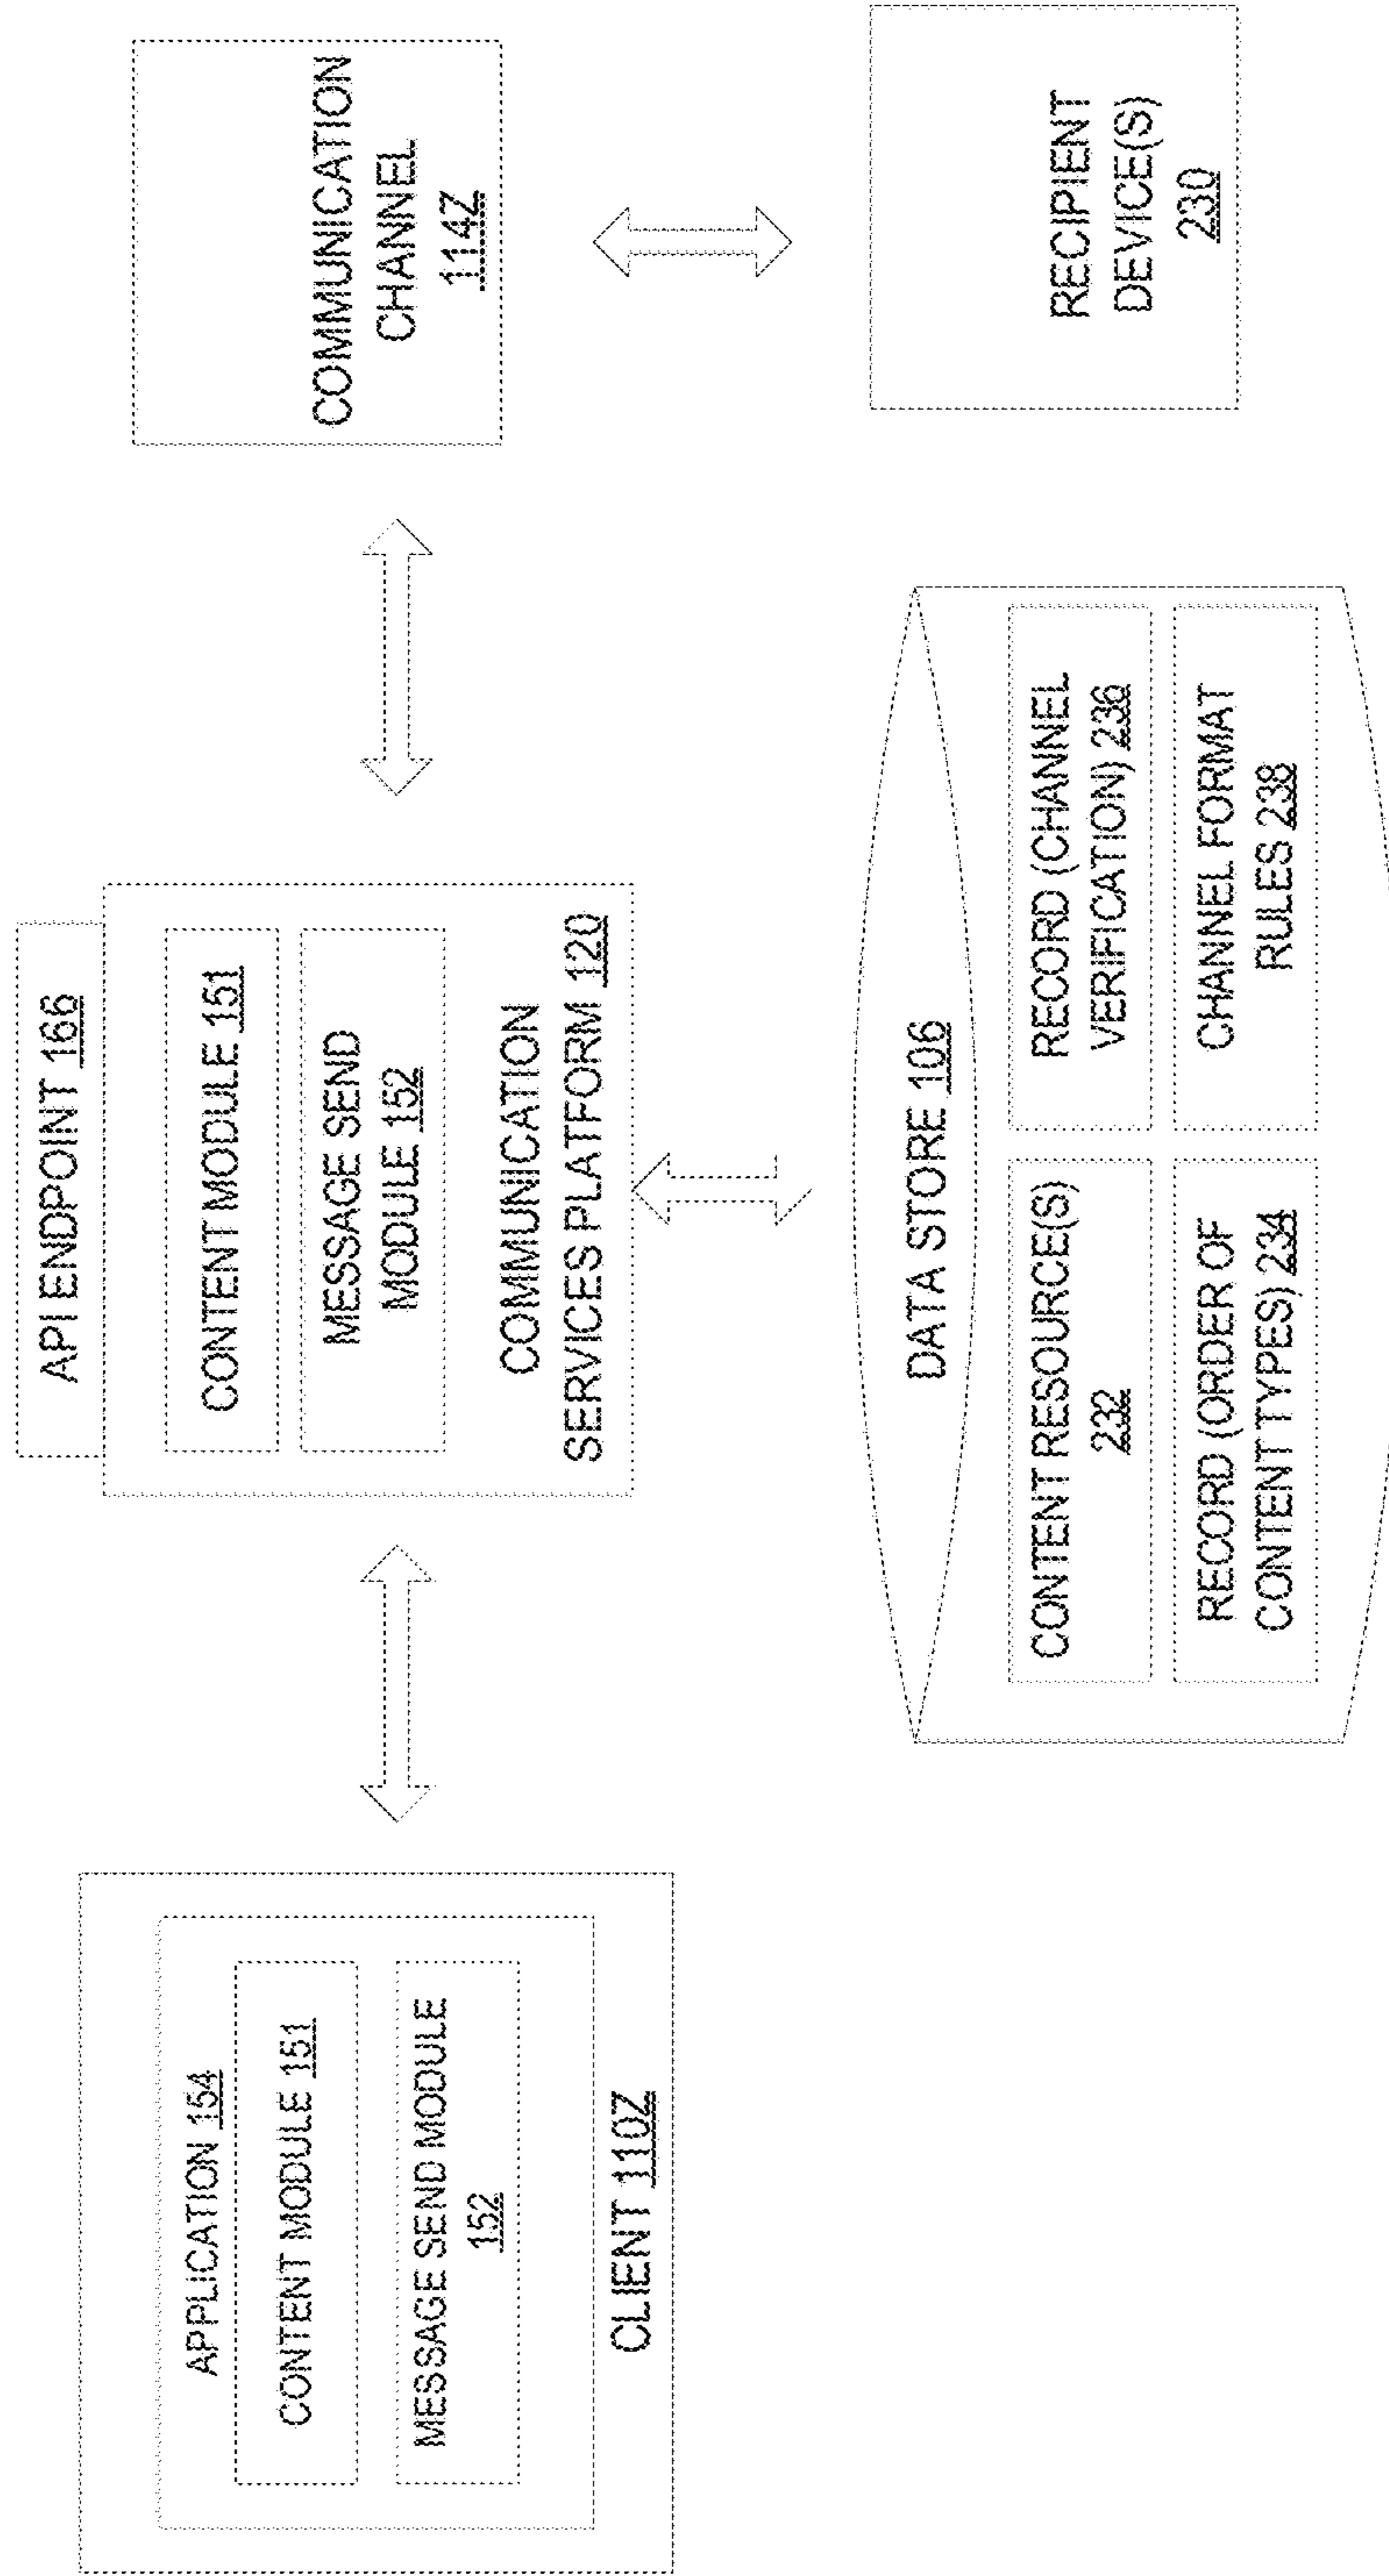 APPLICATION 154
CONTENT MODULE 151
MESSAGE SEND MODULE
152
CLIENT 110Z
API ENDPOINT 166
CONTENT MODULE 151
MESSAGE SEND
MODULE 152
COMMUNICATION
SERVICES PLATFORM 120
COMMUNICATION
CHANNEL
114Z
DATA STORE 106
CONTENT RESOURCE(S)
232
RECORD (CHANNEL
VERIFICATION) 236
RECORD (ORDER OF
CONTENT TYPES) 234
CHANNEL FORMAT
RULES 238
RECIPIENT
DEVICE(S)
230